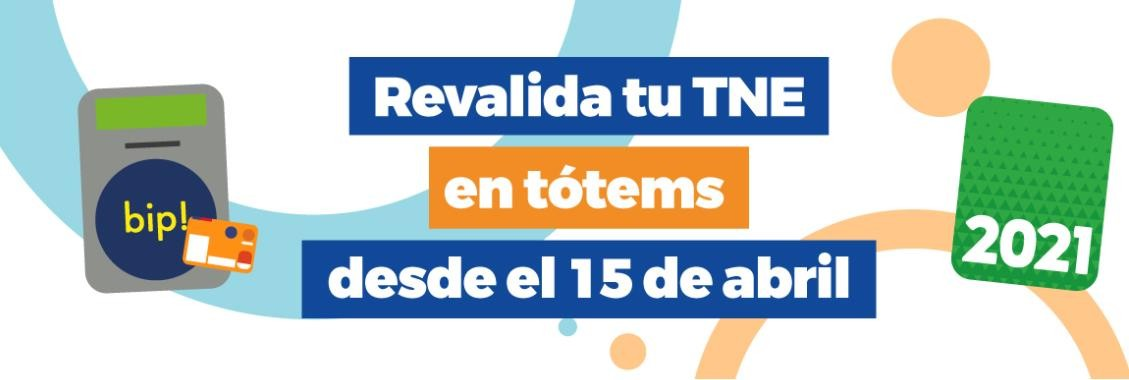 Revalida tu TNE
en tótems
desde el 15 de abril
bip!
2021